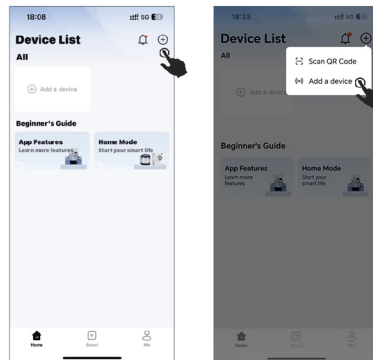 18:08
5G
Device List
All
Add a device
Beginner's Guide
App Features
Learn more features
Home Mode
Start your smart life
Home
Smart
Me
18:23
5G
Device List
All
Scan QR Code
Add a device
Add a device
Beginner's Guide
App Features
Learn more
features
Home Mode
Start your
smart life
Home
Smart
Me